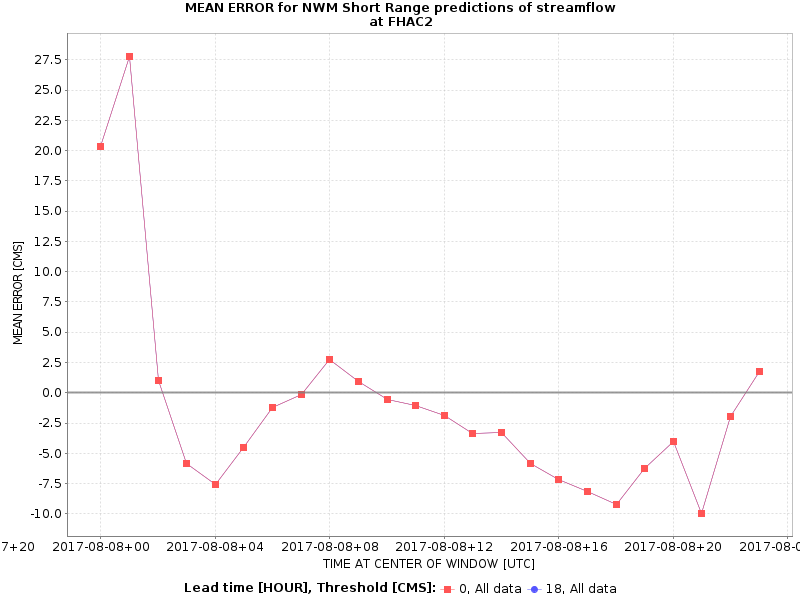 MEAN ERROR for NWM Short Range predictions of streamflow
at FHAC2
27.5
25.0
22.5
20.0
17.5
15.0
12.5
10.0
7.5
5.0
2.5
0.0
-2.5
-5.0
-7.5
-10.0
MEAN ERROR [CMS]
7+20 2017-08-08+00 2017-08-08+04 2017-08-08+08 2017-08-08+12 2017-08-08+16 2017-08-08+20 2017-08-0
TIME AT CENTER OF WINDOW [UTC]
Lead time [HOUR], Threshold [CMS]: 0, All data 18, All data